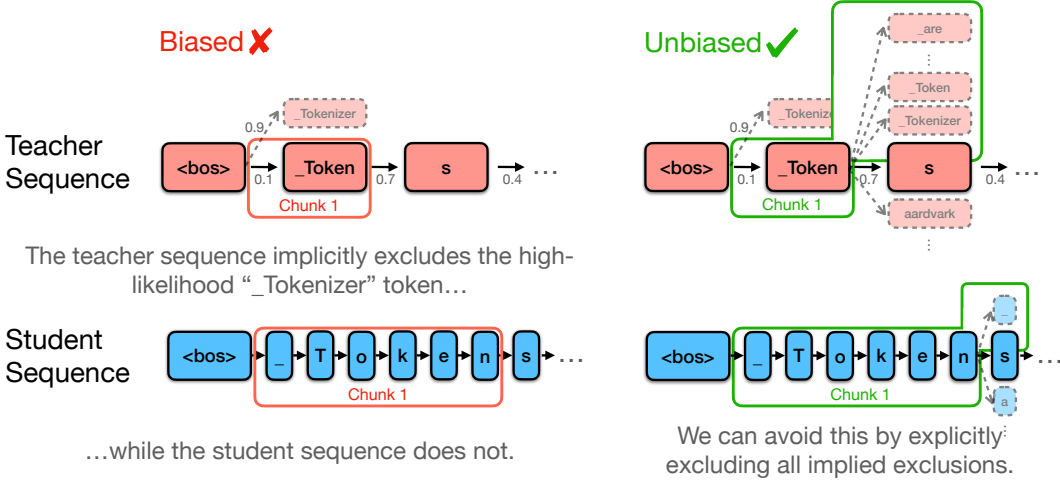 Biased ✘
Unbiased ✓
Teacher
Sequence
_Tokenizer
0.9
<bos>
0.1
_Token
0.7
s
0.4
...
Chunk 1
_are
_Token
_Tokenizer
_Tokenize
0.9
<bos>
0.1
_Token
0.7
s
0.4
...
Chunk 1
aardvark
The teacher sequence implicitly excludes the high-
likelihood “_Tokenizer” token…
Student
Sequence
<bos>
_
T
o
k
e
n
s
...
Chunk 1
_
<bos>
_
T
o
k
e
n
s
...
Chunk 1
a
…while the student sequence does not.
We can avoid this by explicitly
excluding all implied exclusions.